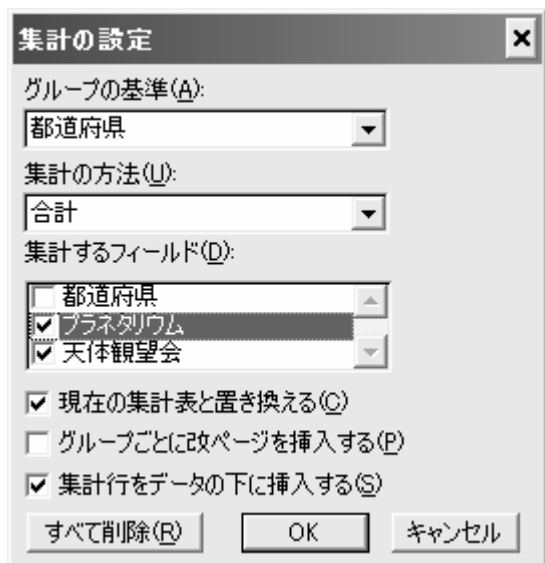 集計の設定
グループの基準(A):
都道府県
集計の方法(U):
合計
集計するフィールド(D):
都道府県
プラネタリウム
天体観望会
現在の集計表と置き換える(C)
グループごとに改ページを挿入する(P)
集計行をデータの下に挿入する(S)
すべて削除(R) OK キャンセル